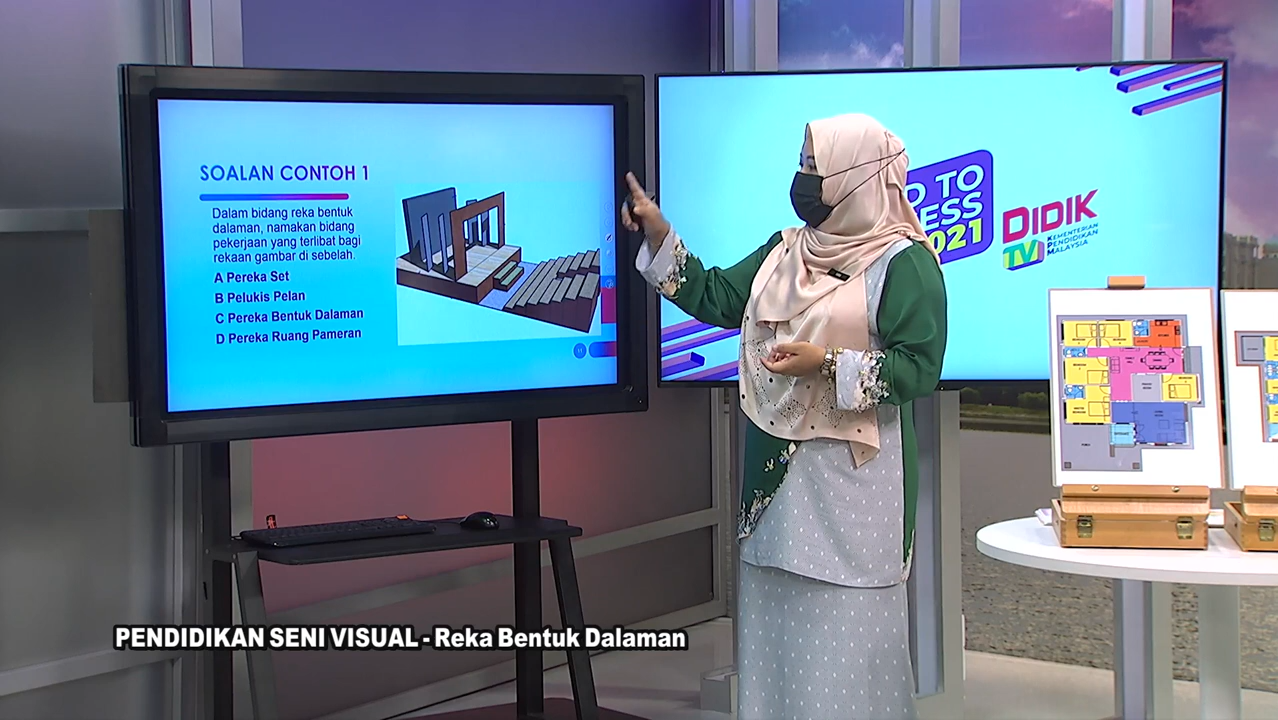 SOALAN CONTOH 1
Dalam bidang reka bentuk
dalaman, namakan bidang
pekerjaan yang terlibat bagi
rekaan gambar di sebelah.
A Pereka Set
B Pelukis Pelan
C Pereka Bentuk Dalaman
D Pereka Ruang Pameran
D TO
ESS
2021
DIDIK
TV
KEMENTERIAN
PENDIDIKAN
MALAYSIA
PENDIDIKAN SENI VISUAL - Reka Bentuk Dalaman